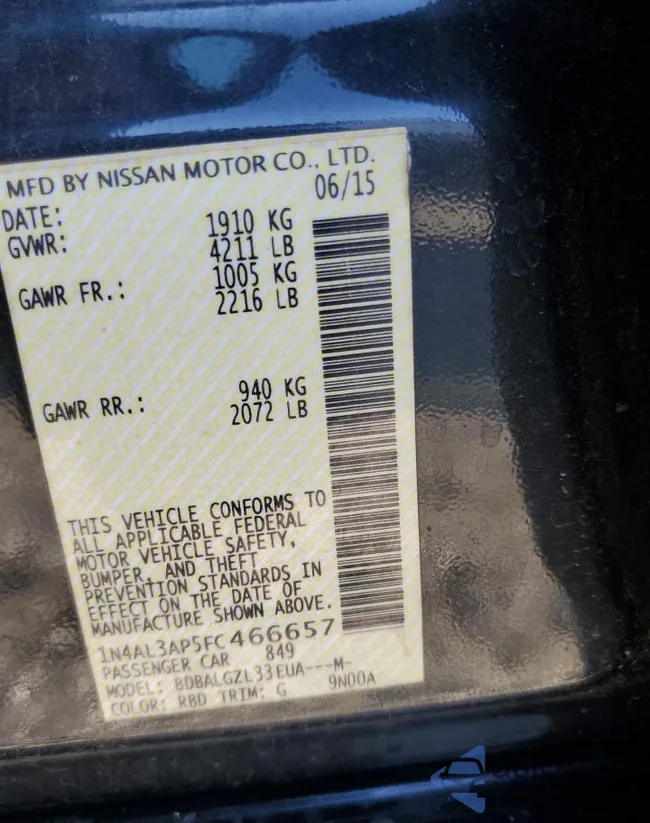 MFD BY NISSAN MOTOR CO., LTD.
DATE: 06/15
GVWR: 1910 KG
4211 LB
GAWR FR.: 1005 KG
2216 LB
GAWR RR.: 940 KG
2072 LB
THIS VEHICLE CONFORMS TO
ALL APPLICABLE FEDERAL
MOTOR VEHICLE SAFETY,
BUMPER, AND THEFT
PREVENTION STANDARDS IN
EFFECT ON THE DATE OF
MANUFACTURE SHOWN ABOVE.
1N4AL3AP5FC466657
PASSENGER CAR 849
MODEL: BDBALGZL33EUA---M-
COLOR: RBD TRIM: G 9N00A